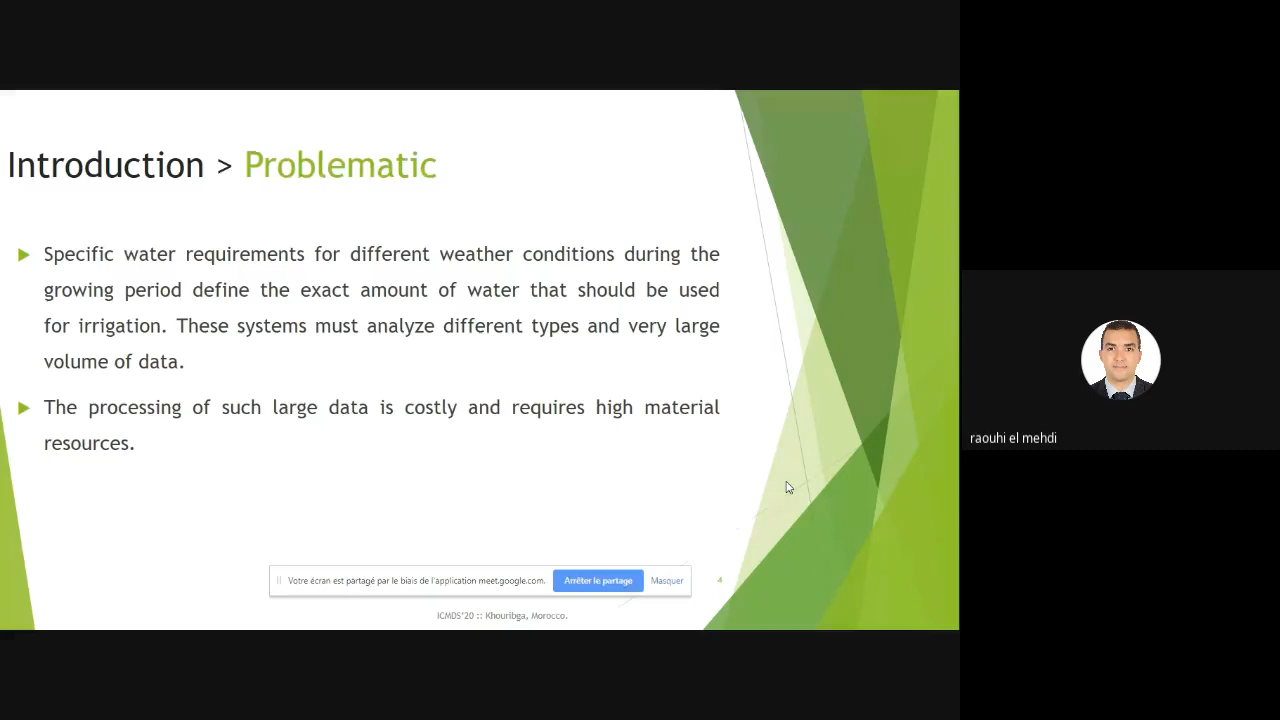 Introduction > Problematic
Specific water requirements for different weather conditions during the
growing period define the exact amount of water that should be used
for irrigation. These systems must analyze different types and very large
volume of data.
The processing of such large data is costly and requires high material
resources.
Votre écran est partagé par le biais de l'application meet.google.com.
Arrêter le partage
Masquer
4
ICMDS'20 :: Khouribga, Morocco.
raouhi el mehdi